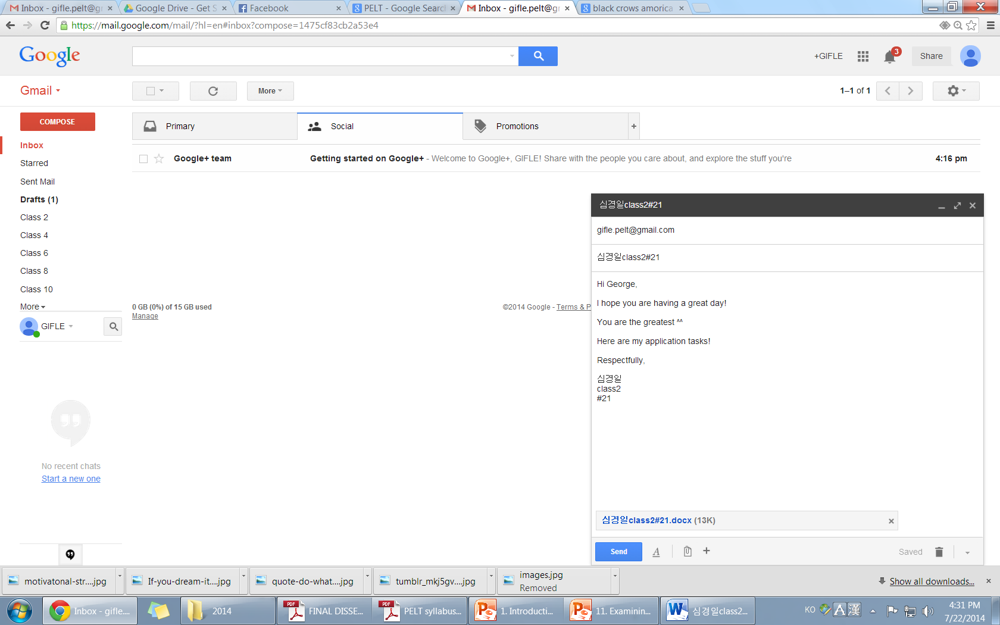 Inbox - gifle.pelt@gr
Google Drive - Get S
Facebook
PELT - Google Search
Inbox - gifle.pelt@gr
black crows amorica
https://mail.google.com/mail/?hl=en#inbox?compose=1475cf83cb2a53e4
Google
+GIFLE
3
Share
Gmail
More
1–1 of 1
COMPOSE
Primary
Social
Promotions
+
Inbox
Starred
Sent Mail
Drafts (1)
Class 2
Class 4
Class 6
Class 8
Class 10
More
Google+ team
Getting started on Google+ - Welcome to Google+, GIFLE! Share with the people you care about, and explore the stuff you're
4:16 pm
0 GB (0%) of 15 GB used
Manage
©2014 Google - Terms & P
GIFLE
No recent chats
Start a new one
심경일class2#21
gifle.pelt@gmail.com
심경일class2#21
Hi George,
I hope you are having a great day!
You are the greatest ^^
Here are my application tasks!
Respectfully,
심경일
class2
#21
심경일class2#21.docx (13K)
Send
A
+
Saved
motivatonal-str....jpg
If-you-dream-it....jpg
quote-do-what....jpg
tumblr_mkj5gv....jpg
images.jpg
Removed
Show all downloads...
Inbox - gifle....
2014
PDF
FINAL DISSE...
PDF
PELT syllabus...
1. Introducti...
11. Examinin...
심경일class2...
KO
A
漢
4:31 PM
7/22/2014